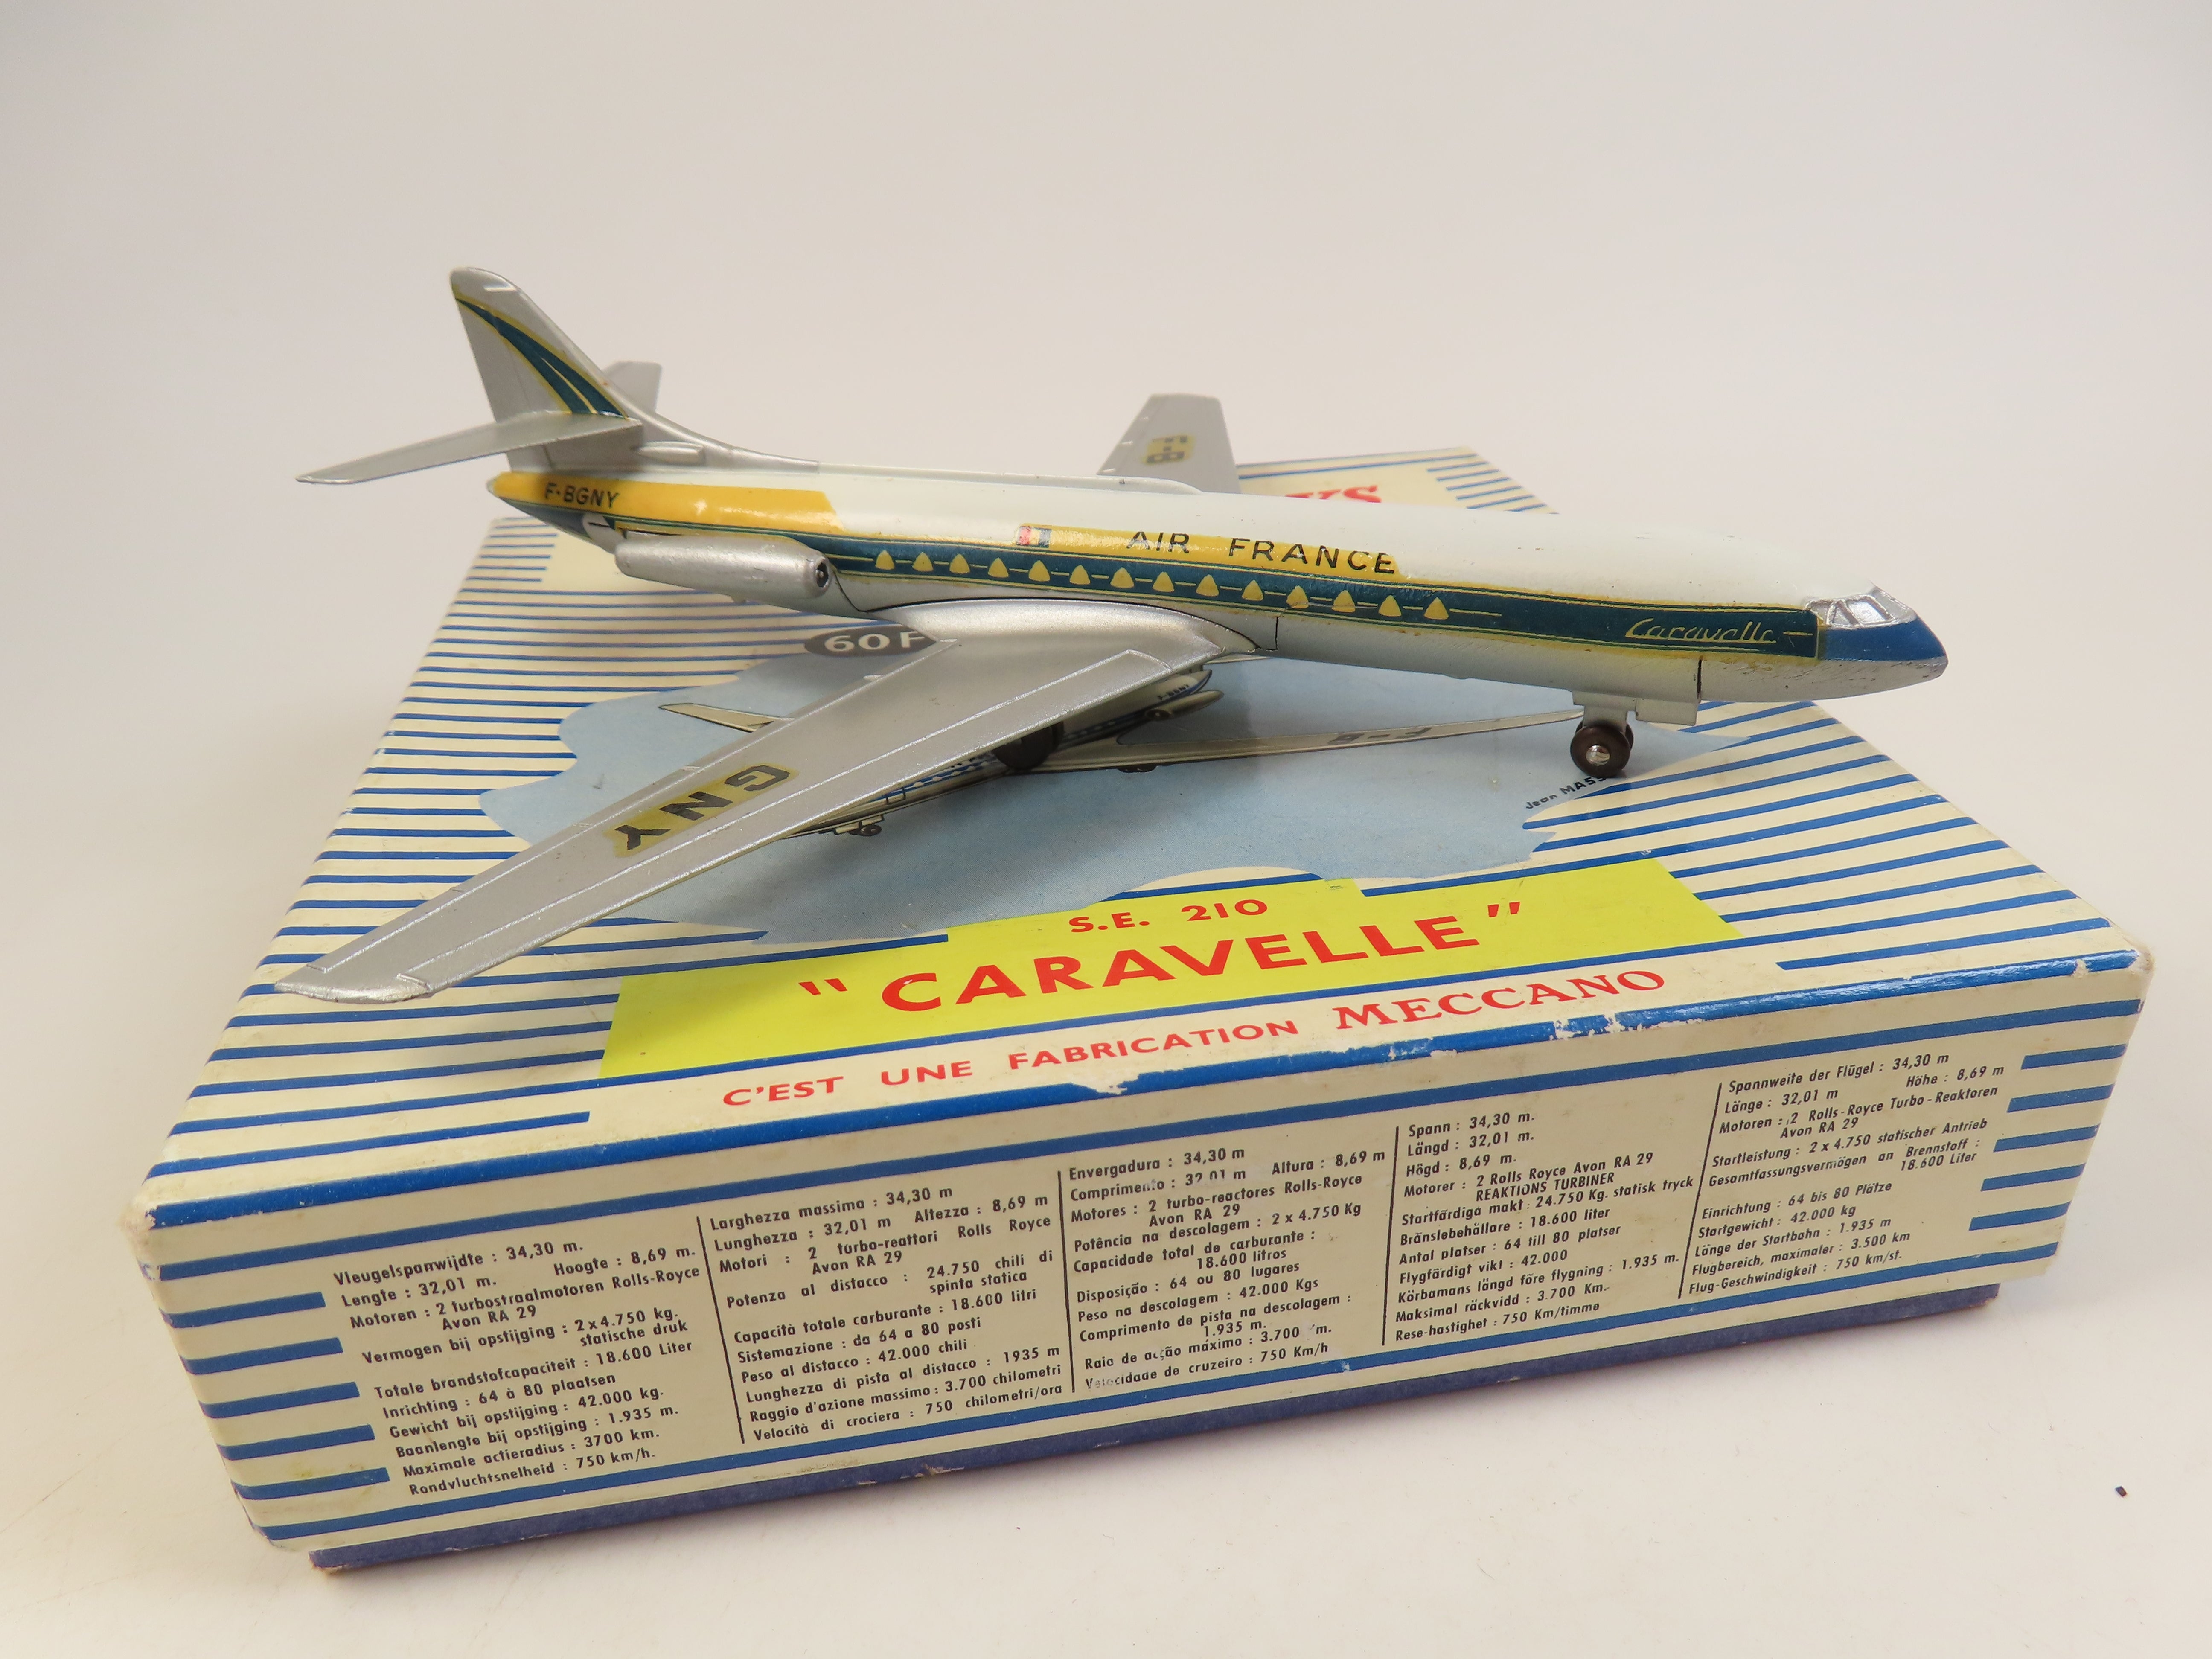 F-BGNY
AIR FRANCE
Caravelle
F-B
GNY
60F
F-B
Jean
S.E. 210
"CARAVELLE"
C'EST UNE FABRICATION MECCANO
Vleugelspanwijdte : 34,30 m.
Lengte : 32,01 m. Hoogte : 8,69 m.
Motoren : 2 turbostraalmotoren Rolls-Royce
Avon RA 29
Vermogen bij opstijging : 2 x 4.750 kg.
statische druk
Totale brandstofcapaciteit : 18.600 Liter
Inrichting : 64 à 80 plaatsen
Gewicht bij opstijging : 42.000 kg.
Baanlengte bij opstijging : 1.935 m.
Maximale actieradius : 3700 km.
Rondvluchtsnelheid : 750 km/h.
Larghezza massima : 34,30 m
Lunghezza : 32,01 m Altezza : 8,69 m
Motori : 2 turbo-reattori Rolls Royce
Avon RA 29
Potenza al distacco : 24.750 chili di
spinta statica
Capacità totale carburante : 18.600 litri
Sistemazione : da 64 a 80 posti
Peso al distacco : 42.000 chili
Lunghezza di pista al distacco : 1935 m
Raggio d'azione massimo : 3.700 chilometri
Velocità di crociera : 750 chilometri/ora
Envergadura : 34,30 m
Comprimento : 32,01 m Altura : 8,69 m
Motores : 2 turbo-reactores Rolls-Royce
Avon RA 29
Potência na descolagem : 2 x 4.750 Kg
Capacidade total de carburante :
18.600 litros
Disposição : 64 ou 80 lugares
Peso na descolagem : 42.000 Kgs
Comprimento de pista na descolagem :
1.935 m.
Raio de acção máximo : 3.700 m.
Velocidade de cruzeiro : 750 Km/h
Spann : 34,30 m.
Längd : 32,01 m.
Högd : 8,69 m.
Motorer : 2 Rolls Royce Avon RA 29
REAKTIONS TURBINER
Startfärdiga makt : 24.750 Kg. statisk tryck
Bränslebehållare : 18.600 liter
Antal platser : 64 till 80 platser
Flygfärdigt vikt : 42.000
Körbamans längd före flygning : 1.935 m.
Maksimal räckvidd : 3.700 Km.
Rese-hastighet : 750 Km/timme
Spannweite der Flügel : 34,30 m
Länge : 32,01 m Höhe : 8,69 m
Motoren : 2 Rolls-Royce Turbo-Reaktoren
Avon RA 29
Startleistung : 2 x 4.750 statischer Antrieb
Gesamtfassungsvermögen an Brennstoff :
18.600 Liter
Einrichtung : 64 bis 80 Plätze
Startgewicht : 42.000 kg
Länge der Startbahn : 1.935 m
Flugbereich, maximaler : 3.500 km
Flug-Geschwindigkeit : 750 km/st.